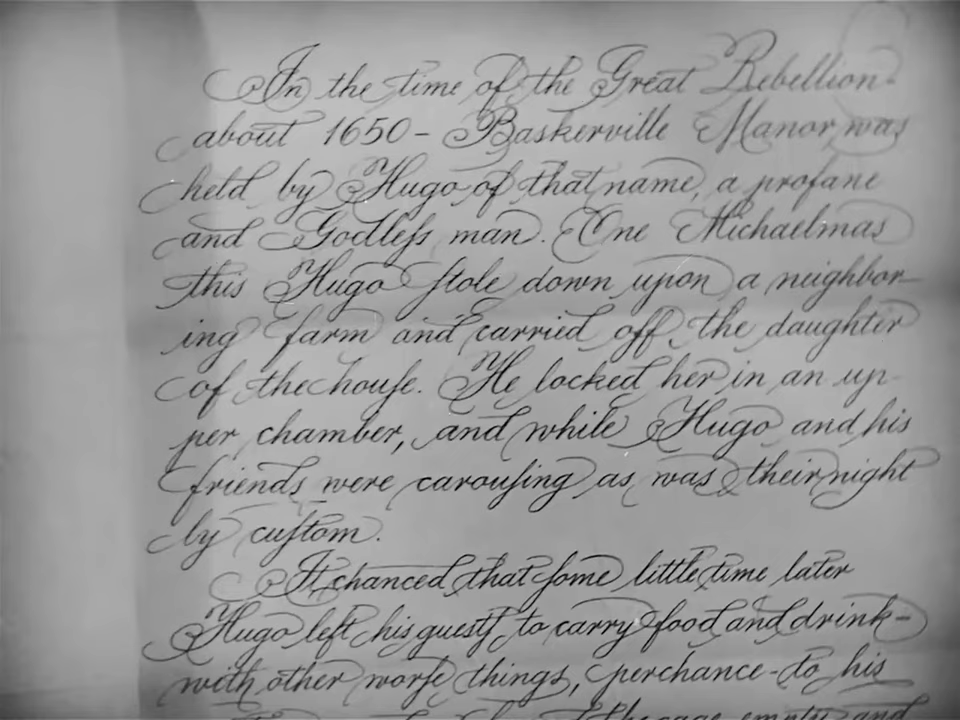 In the time of the Great Rebellion-
about 1650 - Baskerville Manor was
held by Hugo of that name, a profane
and Godleſs man. One Michaelmas
this Hugo ſtole down upon a neighbor-
ing farm and carried off the daughter
of the houſe. He locked her in an up-
per chamber, and while Hugo and his
friends were carouſing as was their night
by cuſtom.
It chanced that ſome little time later
Hugo left his gueſts to carry food and drink -
with other worſe things, perchance - to his
the cage empty and